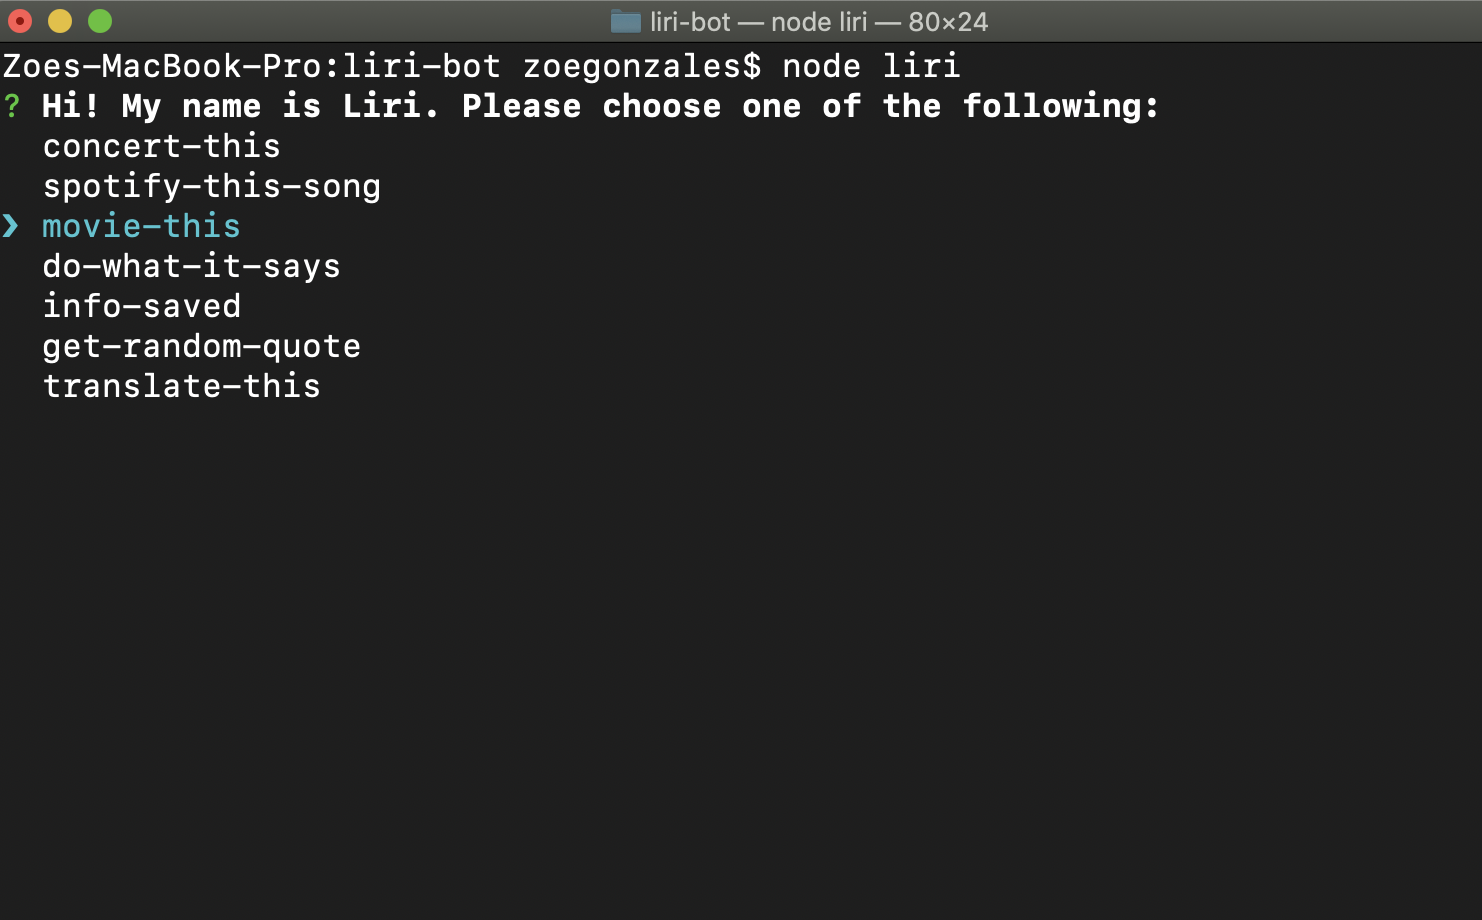 liri-bot — node liri — 80×24
Zoes-MacBook-Pro:liri-bot zoegonzales$ node liri
? Hi! My name is Liri. Please choose one of the following:
concert-this
spotify-this-song
❯ movie-this
do-what-it-says
info-saved
get-random-quote
translate-this